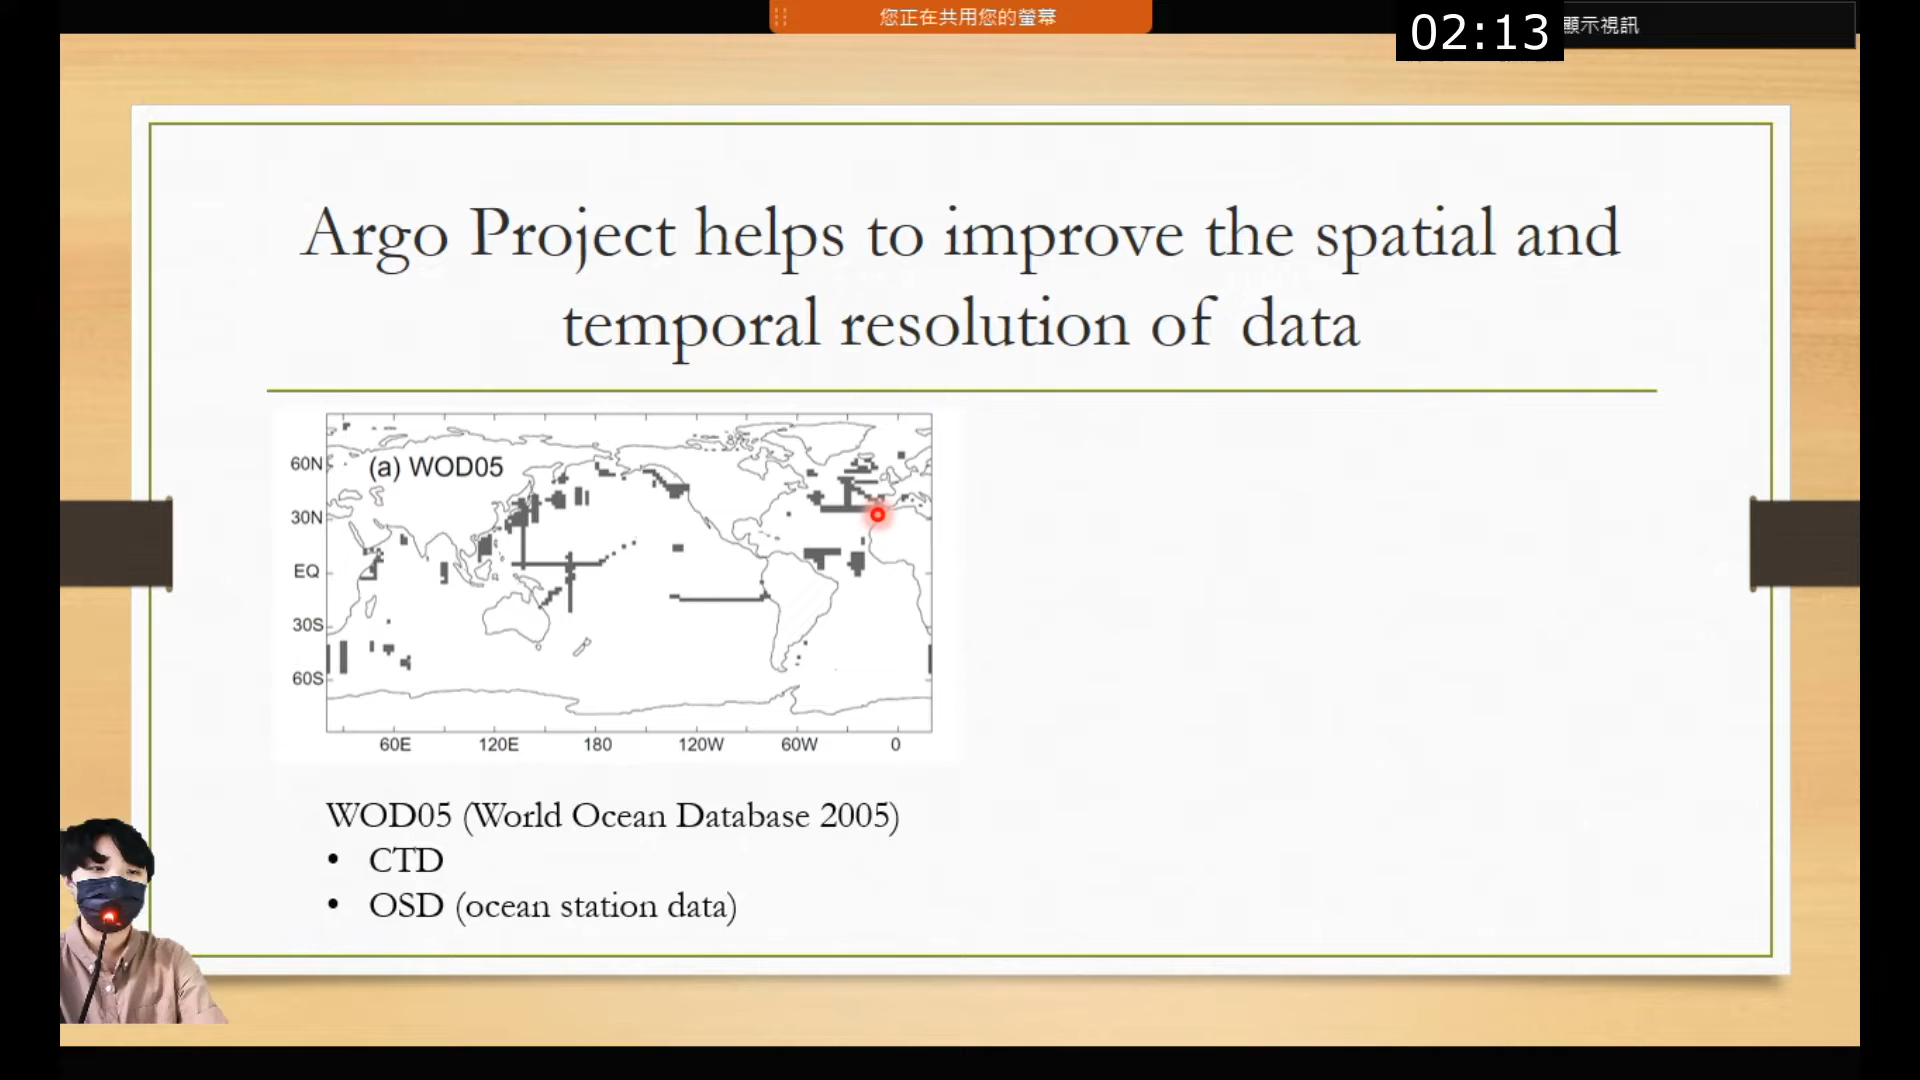 您正在共用您的螢幕
02:13
顯示視訊
Argo Project helps to improve the spatial and
temporal resolution of data
(a) WOD05
60N
30N
EQ
30S
60S
60E 120E 180 120W 60W 0
WOD05 (World Ocean Database 2005)
• CTD
• OSD (ocean station data)